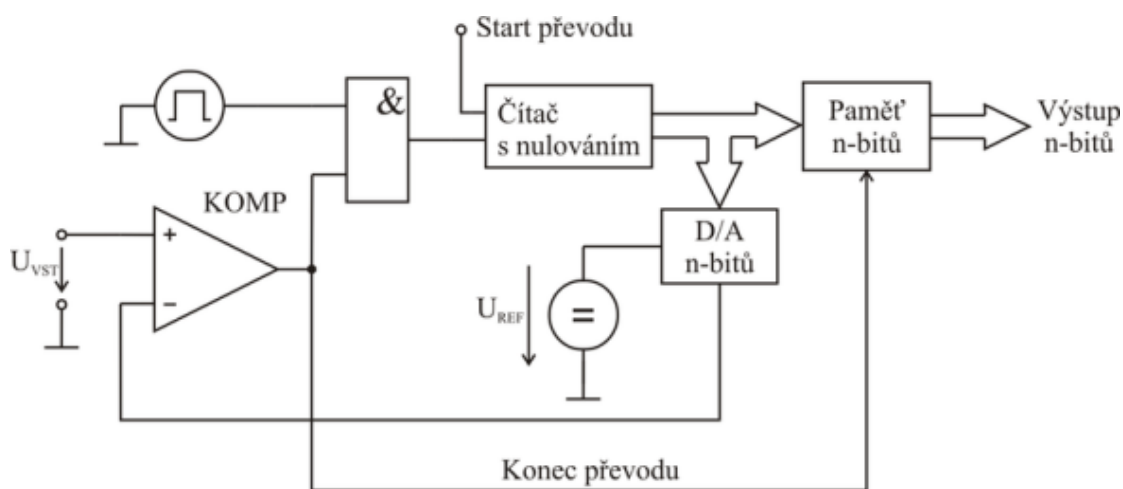 Start převodu
&
Čítač
s nulováním
Paměť
n-bitů
Výstup
n-bitů
KOMP
+
−
U_VST
D/A
n-bitů
U_REF
=
Konec převodu